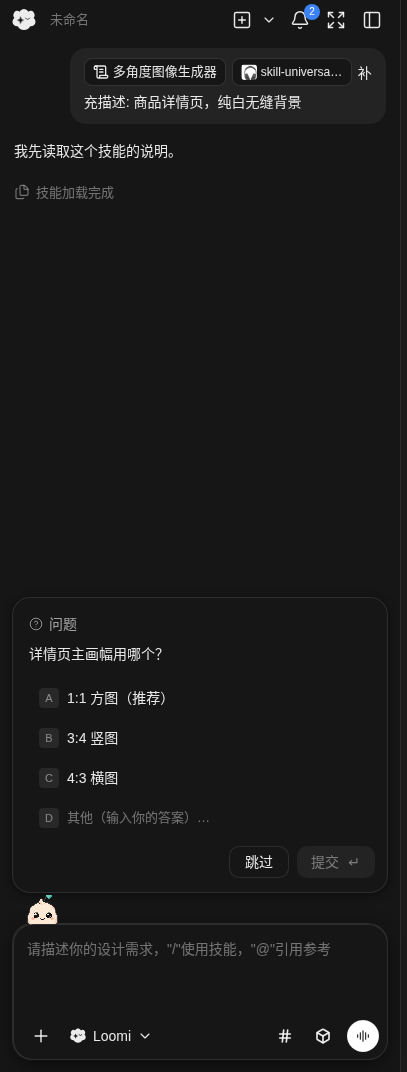 未命名
2
多角度图像生成器 skill-universa... 补
充描述: 商品详情页，纯白无缝背景
我先读取这个技能的说明。
技能加载完成
问题
详情页主画幅用哪个？
A 1:1 方图（推荐）
B 3:4 竖图
C 4:3 横图
D 其他（输入你的答案）...
跳过 提交
请描述你的设计需求，"/"使用技能，"@"引用参考
Loomi